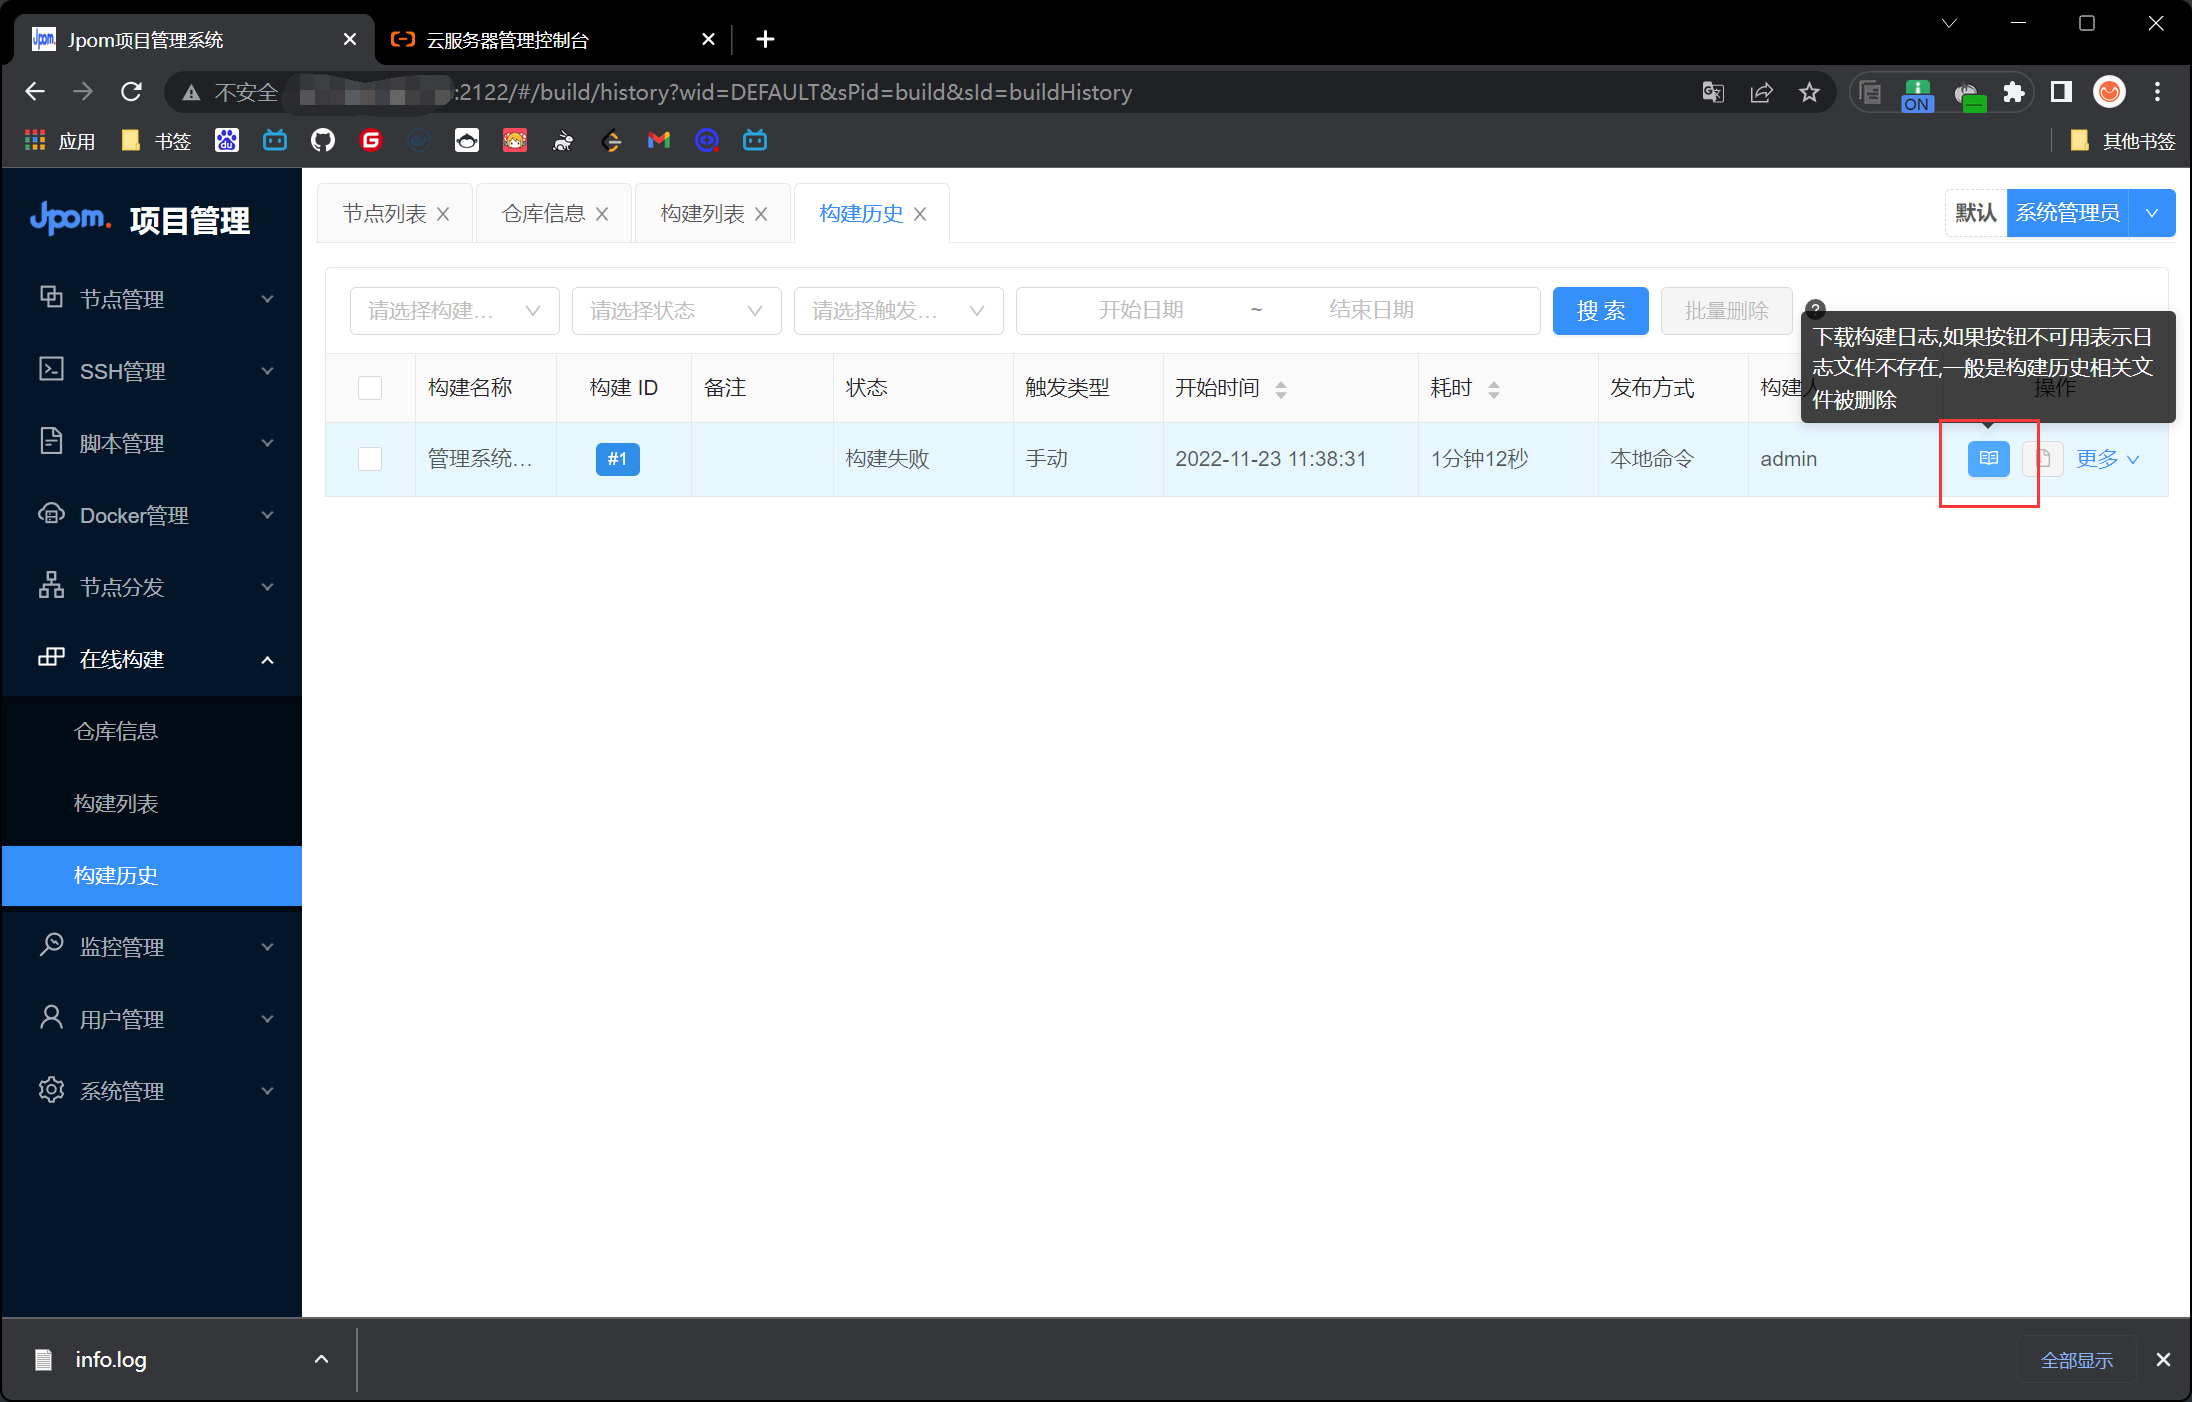 Jpom项目管理系统
云服务器管理控制台
不安全
:2122/#/build/history?wid=DEFAULT&sPid=build&sId=buildHistory
ON
应用
书签
其他书签
Jpom. 项目管理
节点列表
仓库信息
构建列表
构建历史
默认
系统管理员
节点管理
SSH管理
脚本管理
Docker管理
节点分发
在线构建
仓库信息
构建列表
构建历史
监控管理
用户管理
系统管理
请选择构建...
请选择状态
请选择触发...
开始日期 ~ 结束日期
搜 索
批量删除
下载构建日志,如果按钮不可用表示日
志文件不存在,一般是构建历史相关文
件被删除
构建名称 构建 ID 备注 状态 触发类型 开始时间 耗时 发布方式 构建人 操作
管理系统... #1 构建失败 手动 2022-11-23 11:38:31 1分钟12秒 本地命令 admin 更多
info.log
全部显示